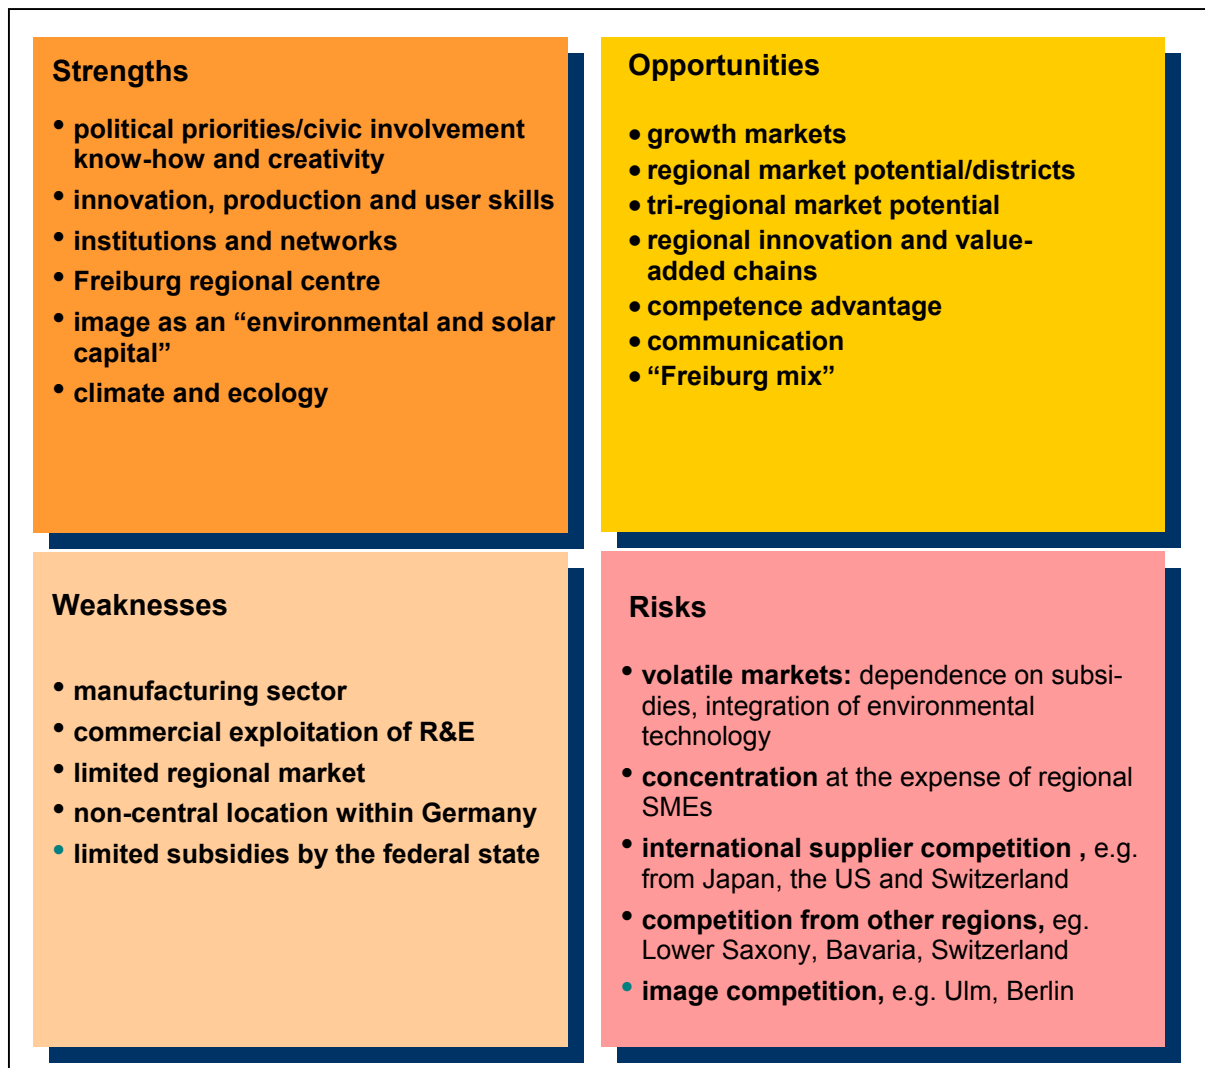 Strengths
• political priorities/civic involvement
know-how and creativity
• innovation, production and user skills
• institutions and networks
• Freiburg regional centre
• image as an “environmental and solar
capital”
• climate and ecology
Opportunities
• growth markets
• regional market potential/districts
• tri-regional market potential
• regional innovation and value-
added chains
• competence advantage
• communication
• “Freiburg mix”
Weaknesses
• manufacturing sector
• commercial exploitation of R&E
• limited regional market
• non-central location within Germany
• limited subsidies by the federal state
Risks
• volatile markets: dependence on subsi-
dies, integration of environmental
technology
• concentration at the expense of regional
SMEs
• international supplier competition , e.g.
from Japan, the US and Switzerland
• competition from other regions, eg.
Lower Saxony, Bavaria, Switzerland
• image competition, e.g. Ulm, Berlin